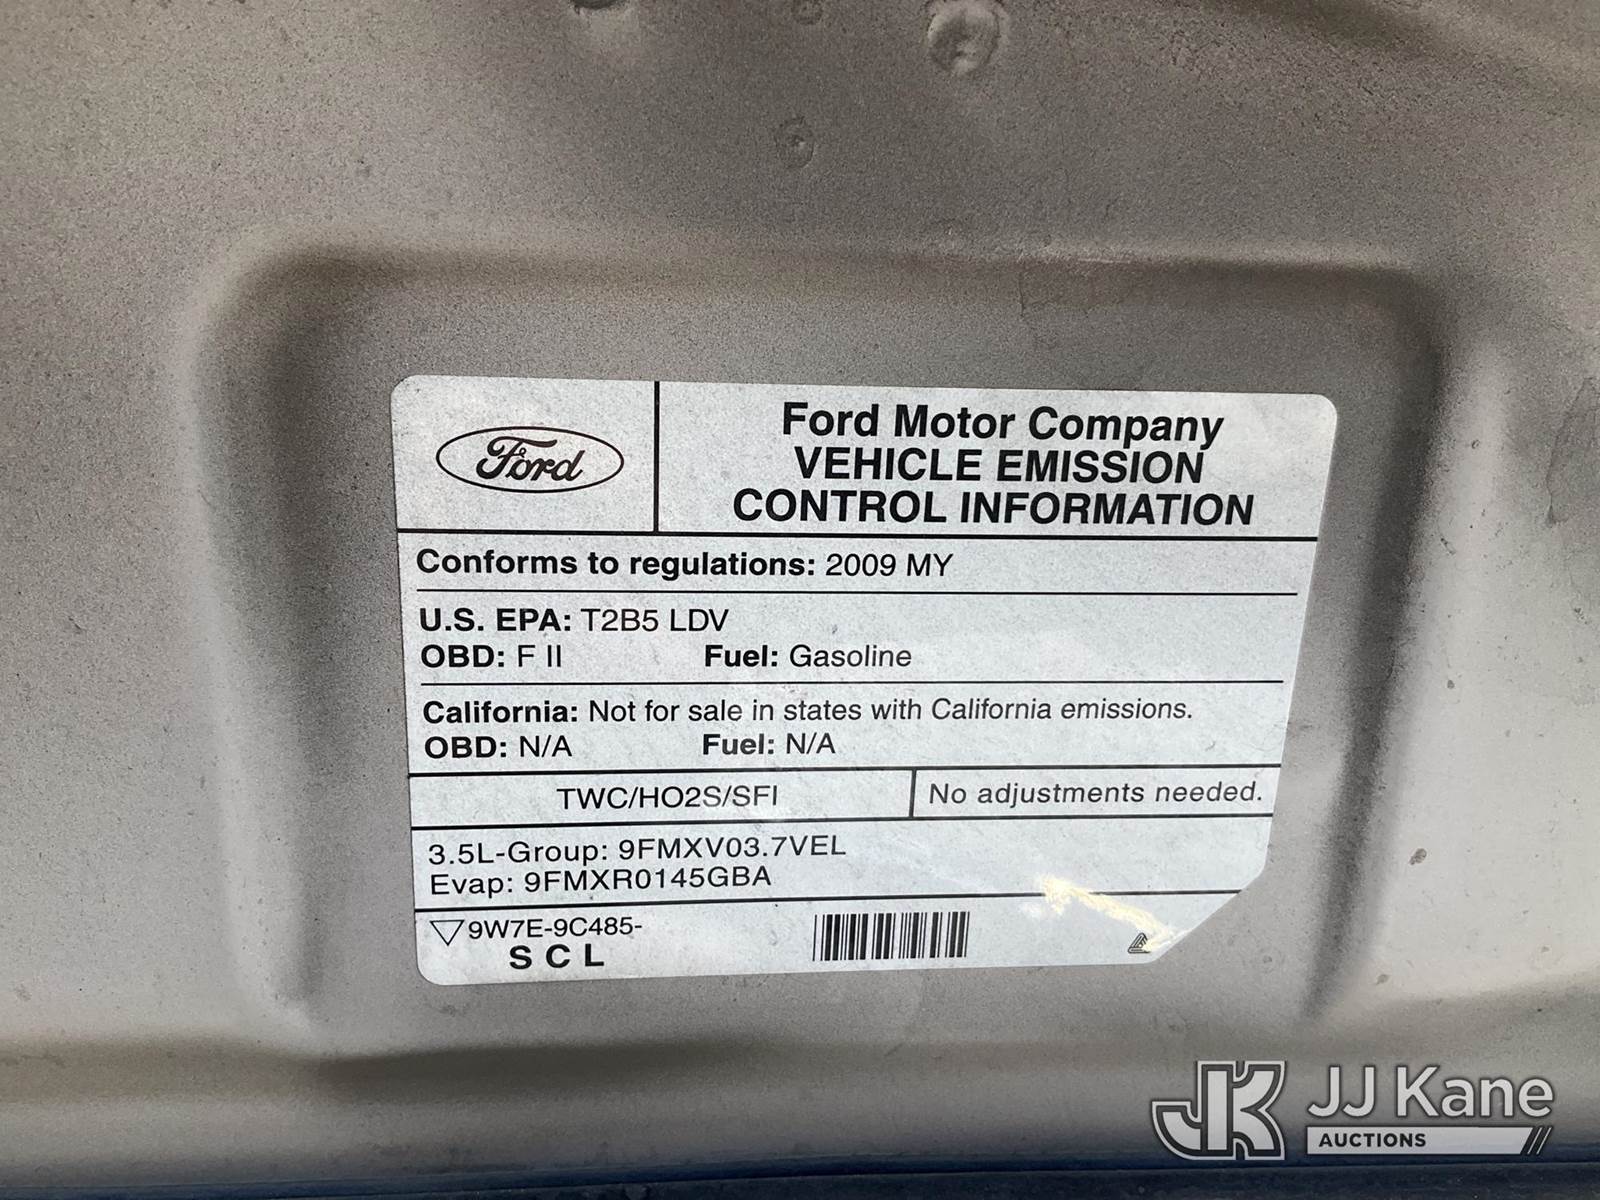 Ford
Ford Motor Company
VEHICLE EMISSION
CONTROL INFORMATION
Conforms to regulations: 2009 MY
U.S. EPA: T2B5 LDV
OBD: F II Fuel: Gasoline
California: Not for sale in states with California emissions.
OBD: N/A Fuel: N/A
TWC/HO2S/SFI No adjustments needed.
3.5L-Group: 9FMXV03.7VEL
Evap: 9FMXR0145GBA
9W7E-9C485-
S C L
JK JJ Kane
AUCTIONS